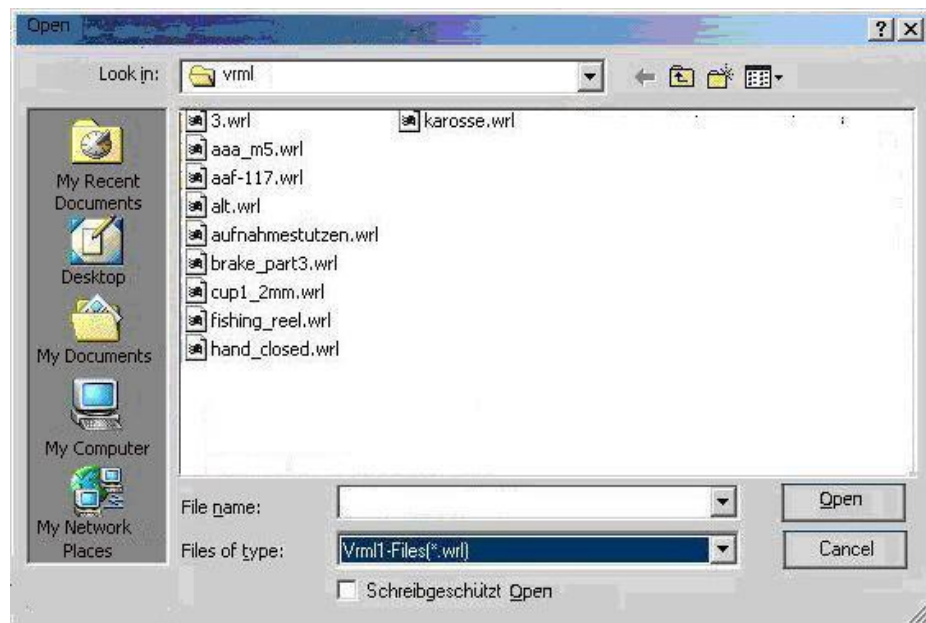 Open
Look in:
vrml
My Recent
Documents
Desktop
My Documents
My Computer
My Network
Places
3.wrl
aaa_m5.wrl
aaf-117.wrl
alt.wrl
aufnahmestutzen.wrl
brake_part3.wrl
cup1_2mm.wrl
fishing_reel.wrl
hand_closed.wrl
karosse.wrl
File name:
Open
Files of type:
Vrml1-Files(*.wrl)
Cancel
Schreibgeschützt Open